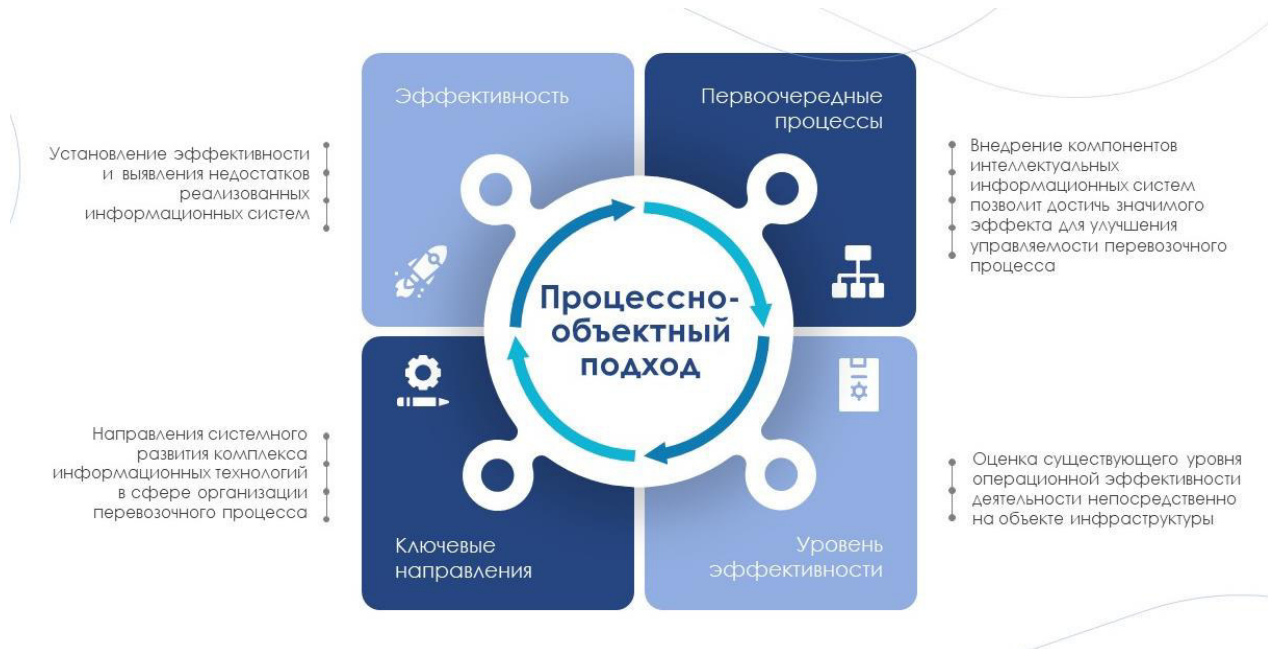 Эффективность
Установление эффективности
и выявления недостатков
реализованных
информационных систем
Первоочередные
процессы
Внедрение компонентов
интеллектуальных
информационных систем
позволит достичь значимого
эффекта для улучшения
управляемости перевозочного
процесса
Процессно-
объектный
подход
Направления системного
развития комплекса
информационных технологий
в сфере организации
перевозочного процесса
Ключевые
направления
Уровень
эффективности
Оценка существующего уровня
операционной эффективности
деятельности непосредственно
на объекте инфраструктуры